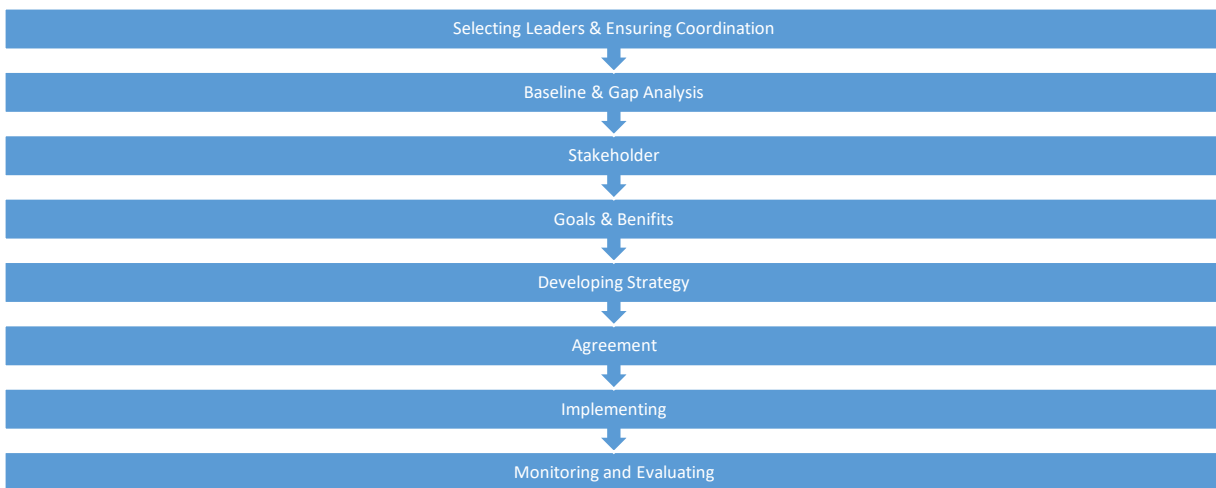 Selecting Leaders & Ensuring Coordination
Baseline & Gap Analysis
Stakeholder
Goals & Benifits
Developing Strategy
Agreement
Implementing
Monitoring and Evaluating